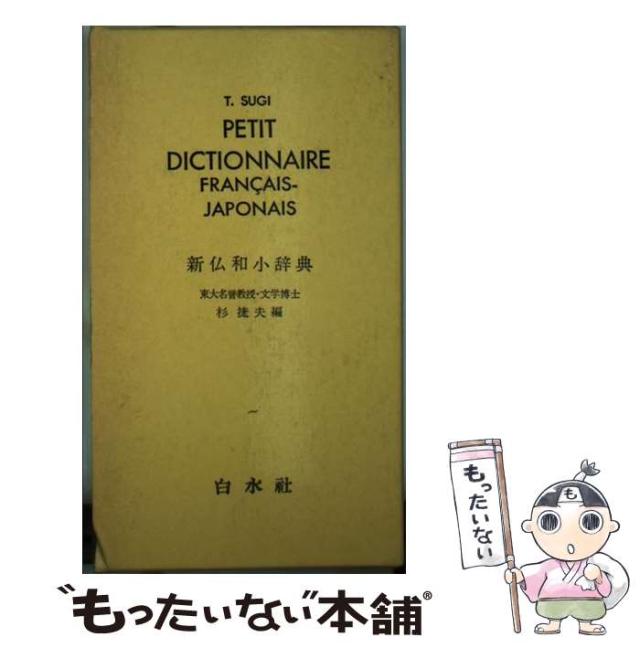 T. SUGI
PETIT
DICTIONNAIRE
FRANÇAIS-
JAPONAIS
新仏和小辞典
東大名誉教授・文学博士
杉捷夫編
白水社
もったいない
も
"もったいない"本舗®